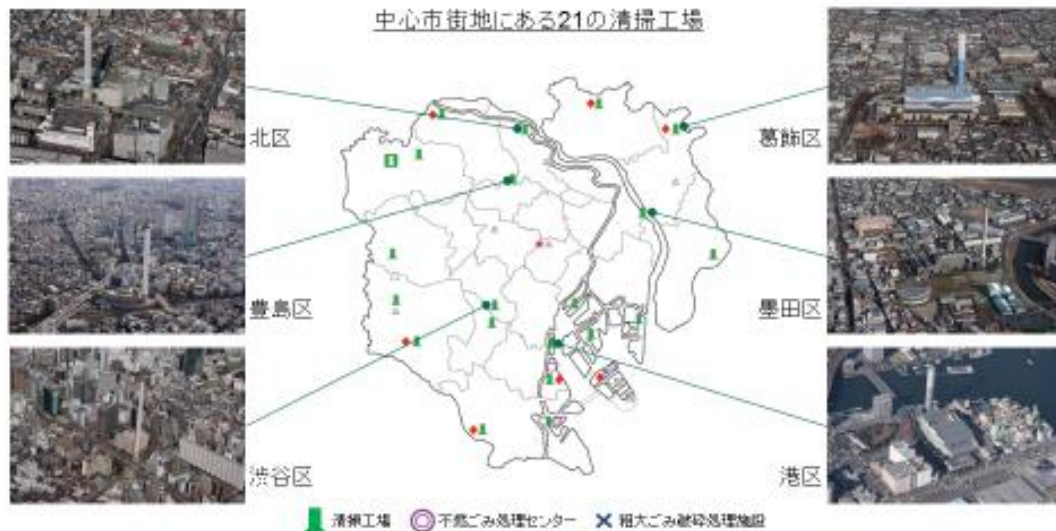 中心市街地にある21の清掃工場
北区
葛飾区
豊島区
墨田区
渋谷区
港区
清掃工場
不燃ごみ処理センター
粗大ごみ破砕処理施設